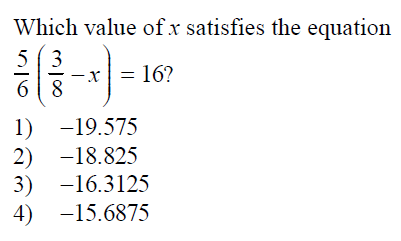 Which value of x satisfies the equation
5/6 (3/8 − x) = 16?
1) −19.575
2) −18.825
3) −16.3125
4) −15.6875